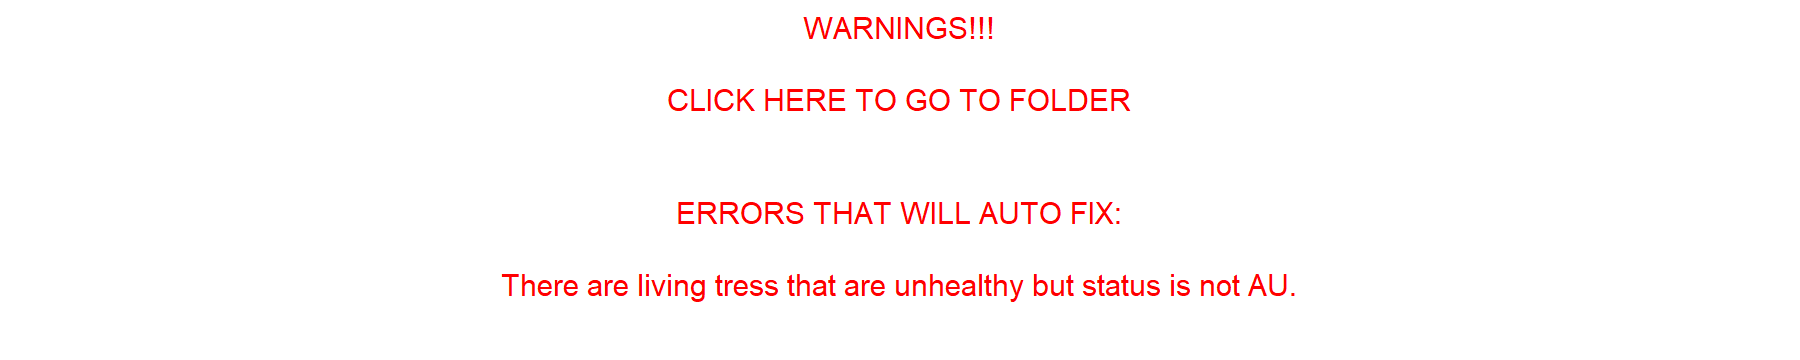 WARNINGS!!!
CLICK HERE TO GO TO FOLDER
ERRORS THAT WILL AUTO FIX:
There are living tress that are unhealthy but status is not AU.